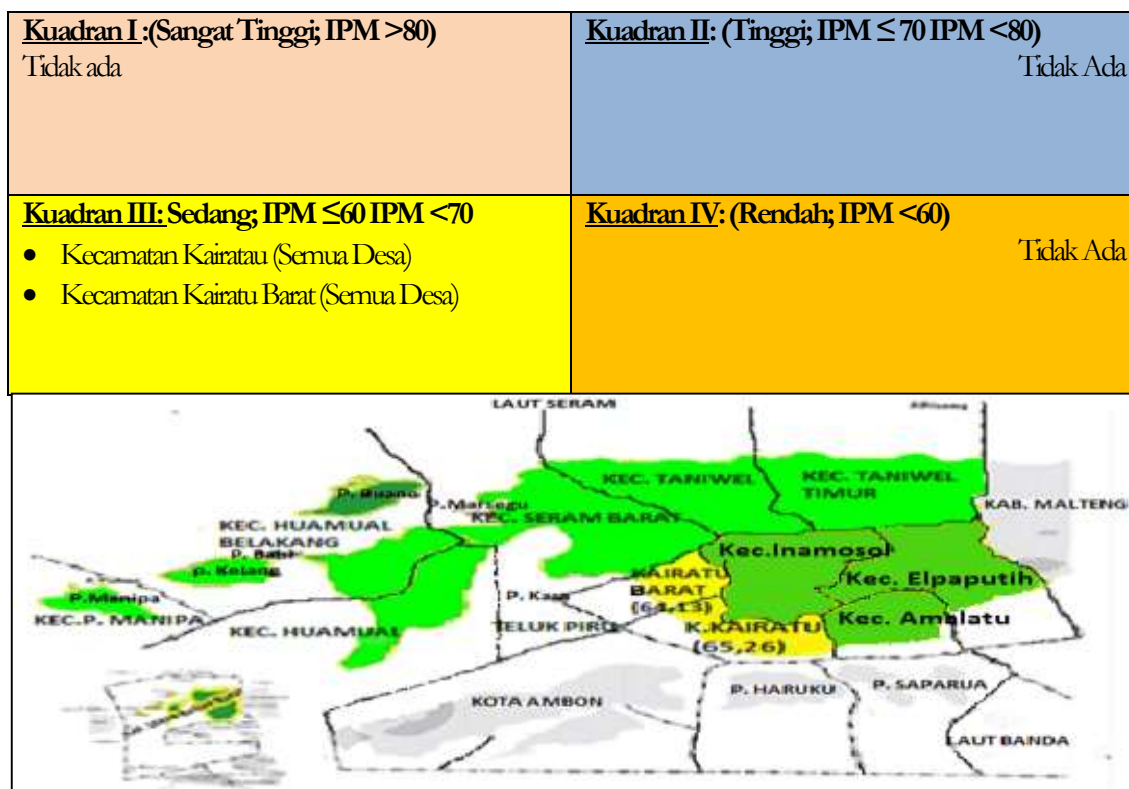 Kuadran I :(Sangat Tinggi; IPM >80)
Tidak ada
Kuadran II: (Tinggi; IPM ≤ 70 IPM <80)
Tidak Ada
Kuadran III: Sedang; IPM ≤60 IPM <70
• Kecamatan Kairatau (Semua Desa)
• Kecamatan Kairatu Barat (Semua Desa)
Kuadran IV: (Rendah; IPM <60)
Tidak Ada
LAUT SERAM
KEC. TANIWEL
KEC. TANIWEL
TIMUR
KAB. MALTENG
P. Buano
P.Marsegu
KEC. SERAM BARAT
KEC. HUAMUAL
BELAKANG
P. Kelang
P.Manipa
KEC.P. MANIPA
KEC. HUAMUAL
Kec.Inamosol
Kec. Elpaputih
Kec. Amalatu
KAIRATU
BARAT
P. Kasa
TELUK PIRU
K.KAIRATU
(65,26)
KOTA AMBON
P. HARUKU
P. SAPARUA
LAUT BANDA